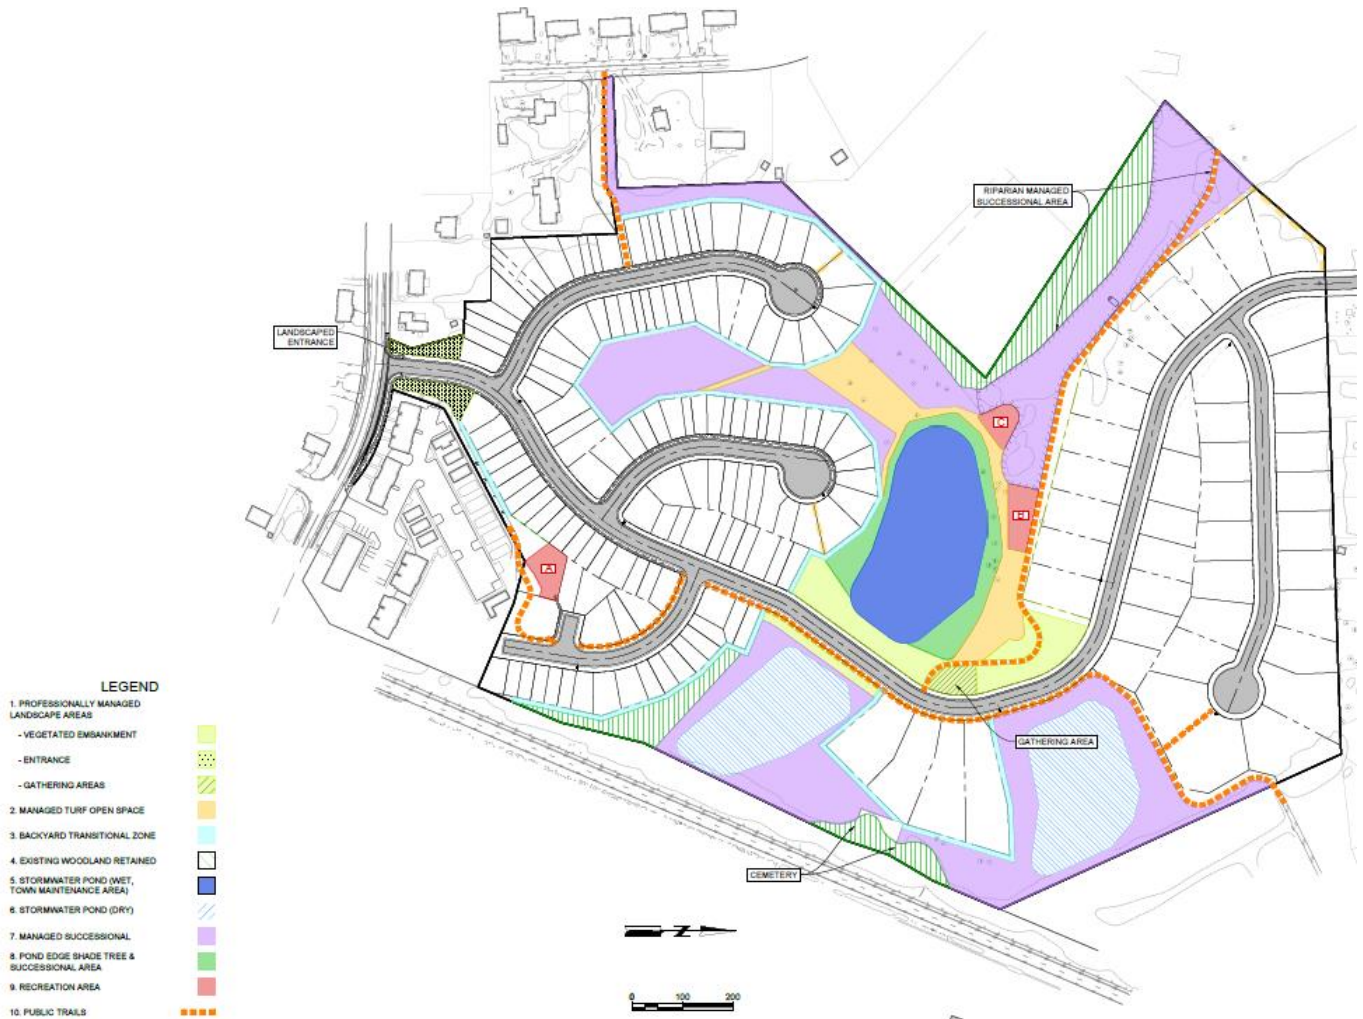 RIPARIAN MANAGED
SUCCESSIONAL AREA
LANDSCAPED
ENTRANCE
C
B
A
GATHERING AREA
CEMETERY
LEGEND
1. PROFESSIONALLY MANAGED
LANDSCAPE AREAS
- VEGETATED EMBANKMENT
- ENTRANCE
- GATHERING AREAS
2. MANAGED TURF OPEN SPACE
3. BACKYARD TRANSITIONAL ZONE
4. EXISTING WOODLAND RETAINED
5. STORMWATER POND (WET,
TOWN MAINTENANCE AREA)
6. STORMWATER POND (DRY)
7. MANAGED SUCCESSIONAL
8. POND EDGE SHADE TREE &
SUCCESSIONAL AREA
9. RECREATION AREA
10. PUBLIC TRAILS
Z
0 100 200